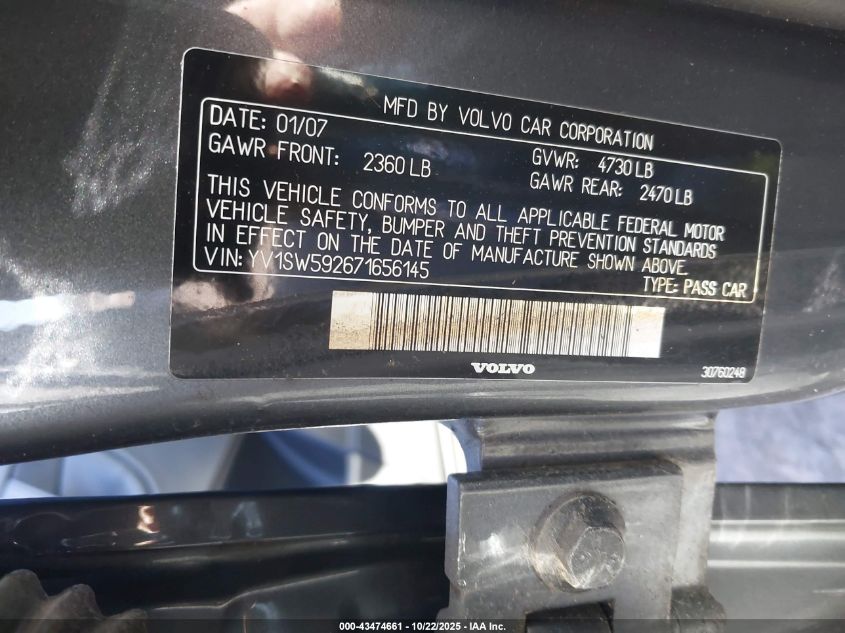 MFD BY VOLVO CAR CORPORATION
DATE: 01/07
GVWR: 4730 LB
GAWR FRONT: 2360 LB
GAWR REAR: 2470 LB
THIS VEHICLE CONFORMS TO ALL APPLICABLE FEDERAL MOTOR
VEHICLE SAFETY, BUMPER AND THEFT PREVENTION STANDARDS
IN EFFECT ON THE DATE OF MANUFACTURE SHOWN ABOVE.
VIN: YV1SW592671656145
TYPE: PASS CAR
VOLVO
30760248
000-43474661 | 10/22/2025 - IAA Inc.